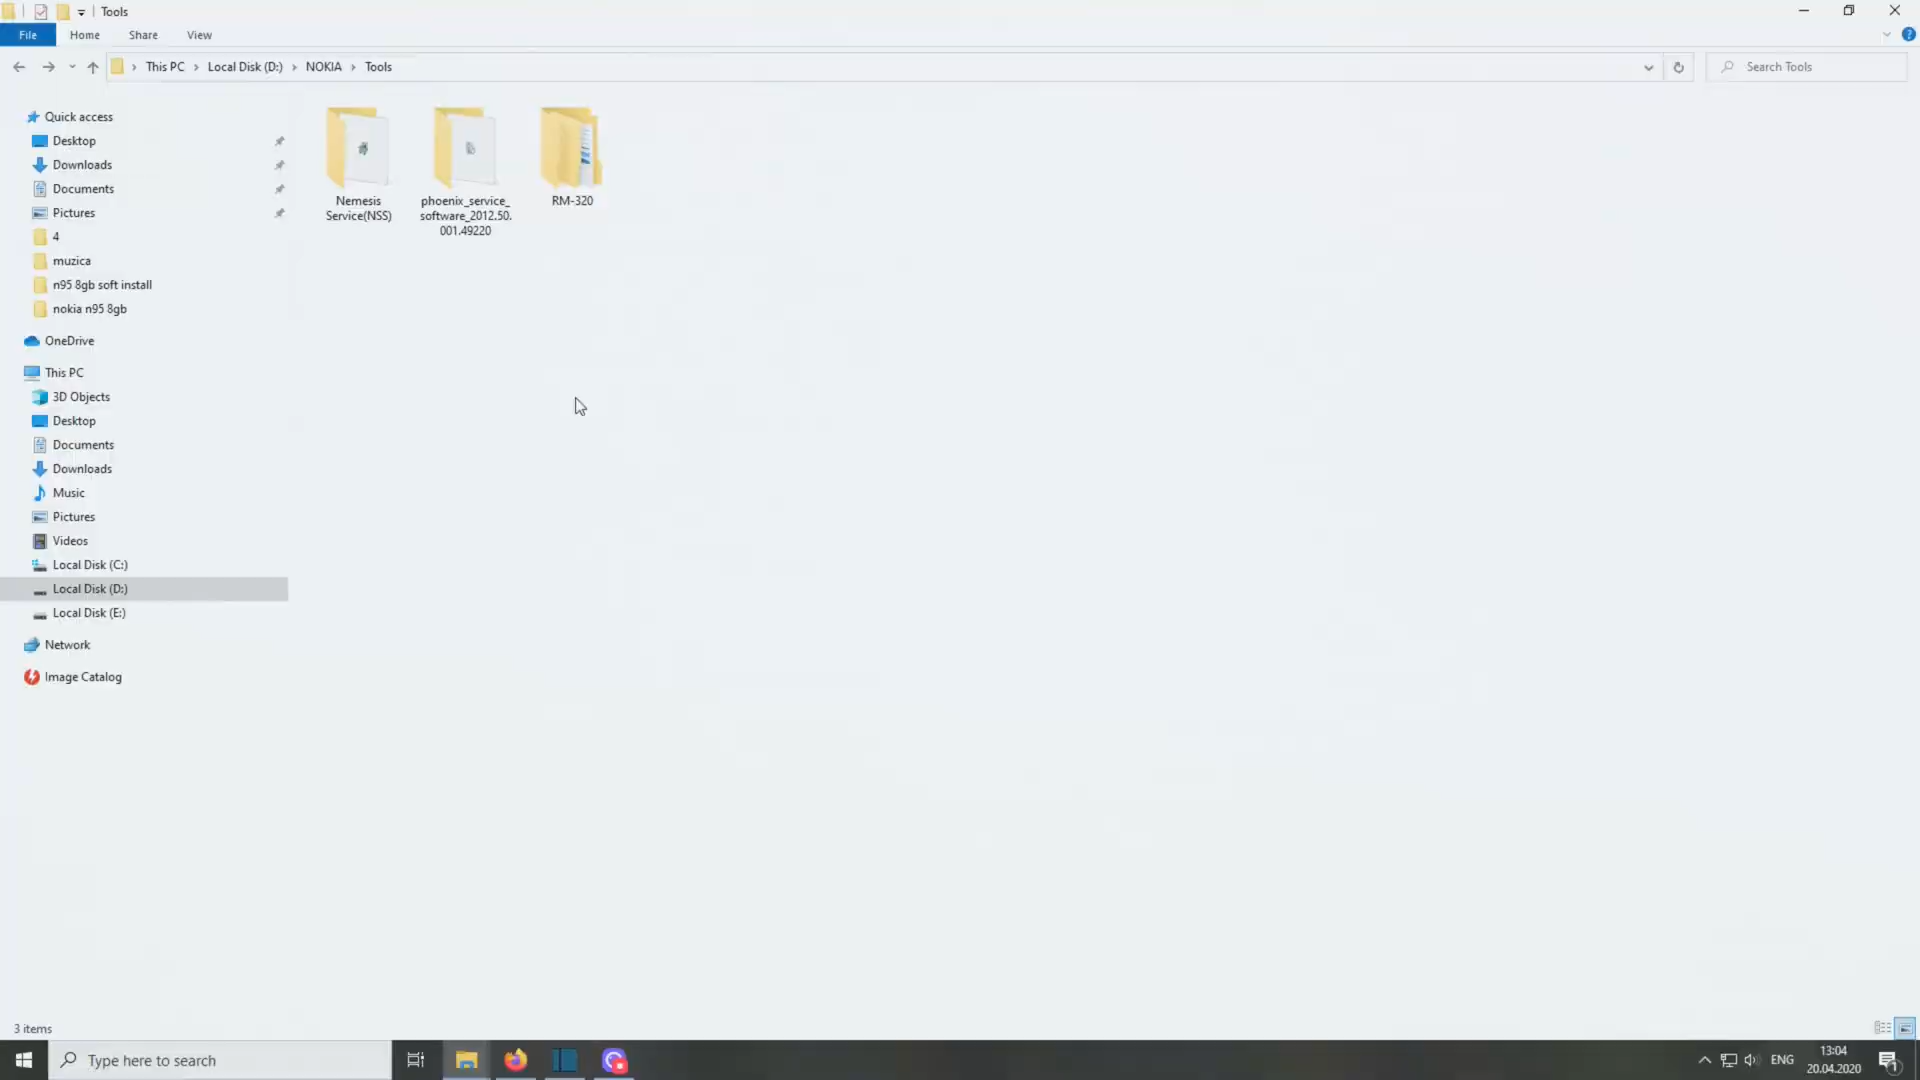 Tools
File
Home
Share
View
This PC
Local Disk (D:)
NOKIA
Tools
Search Tools
Quick access
Desktop
Downloads
Documents
Pictures
4
muzica
n95 8gb soft install
nokia n95 8gb
OneDrive
This PC
3D Objects
Desktop
Documents
Downloads
Music
Pictures
Videos
Local Disk (C:)
Local Disk (D:)
Local Disk (E:)
Network
Image Catalog
Nemesis
Service(NSS)
phoenix_service_
software_2012.50.
001.49220
RM-320
3 items
Type here to search
ENG
13:04
20.04.2020
1